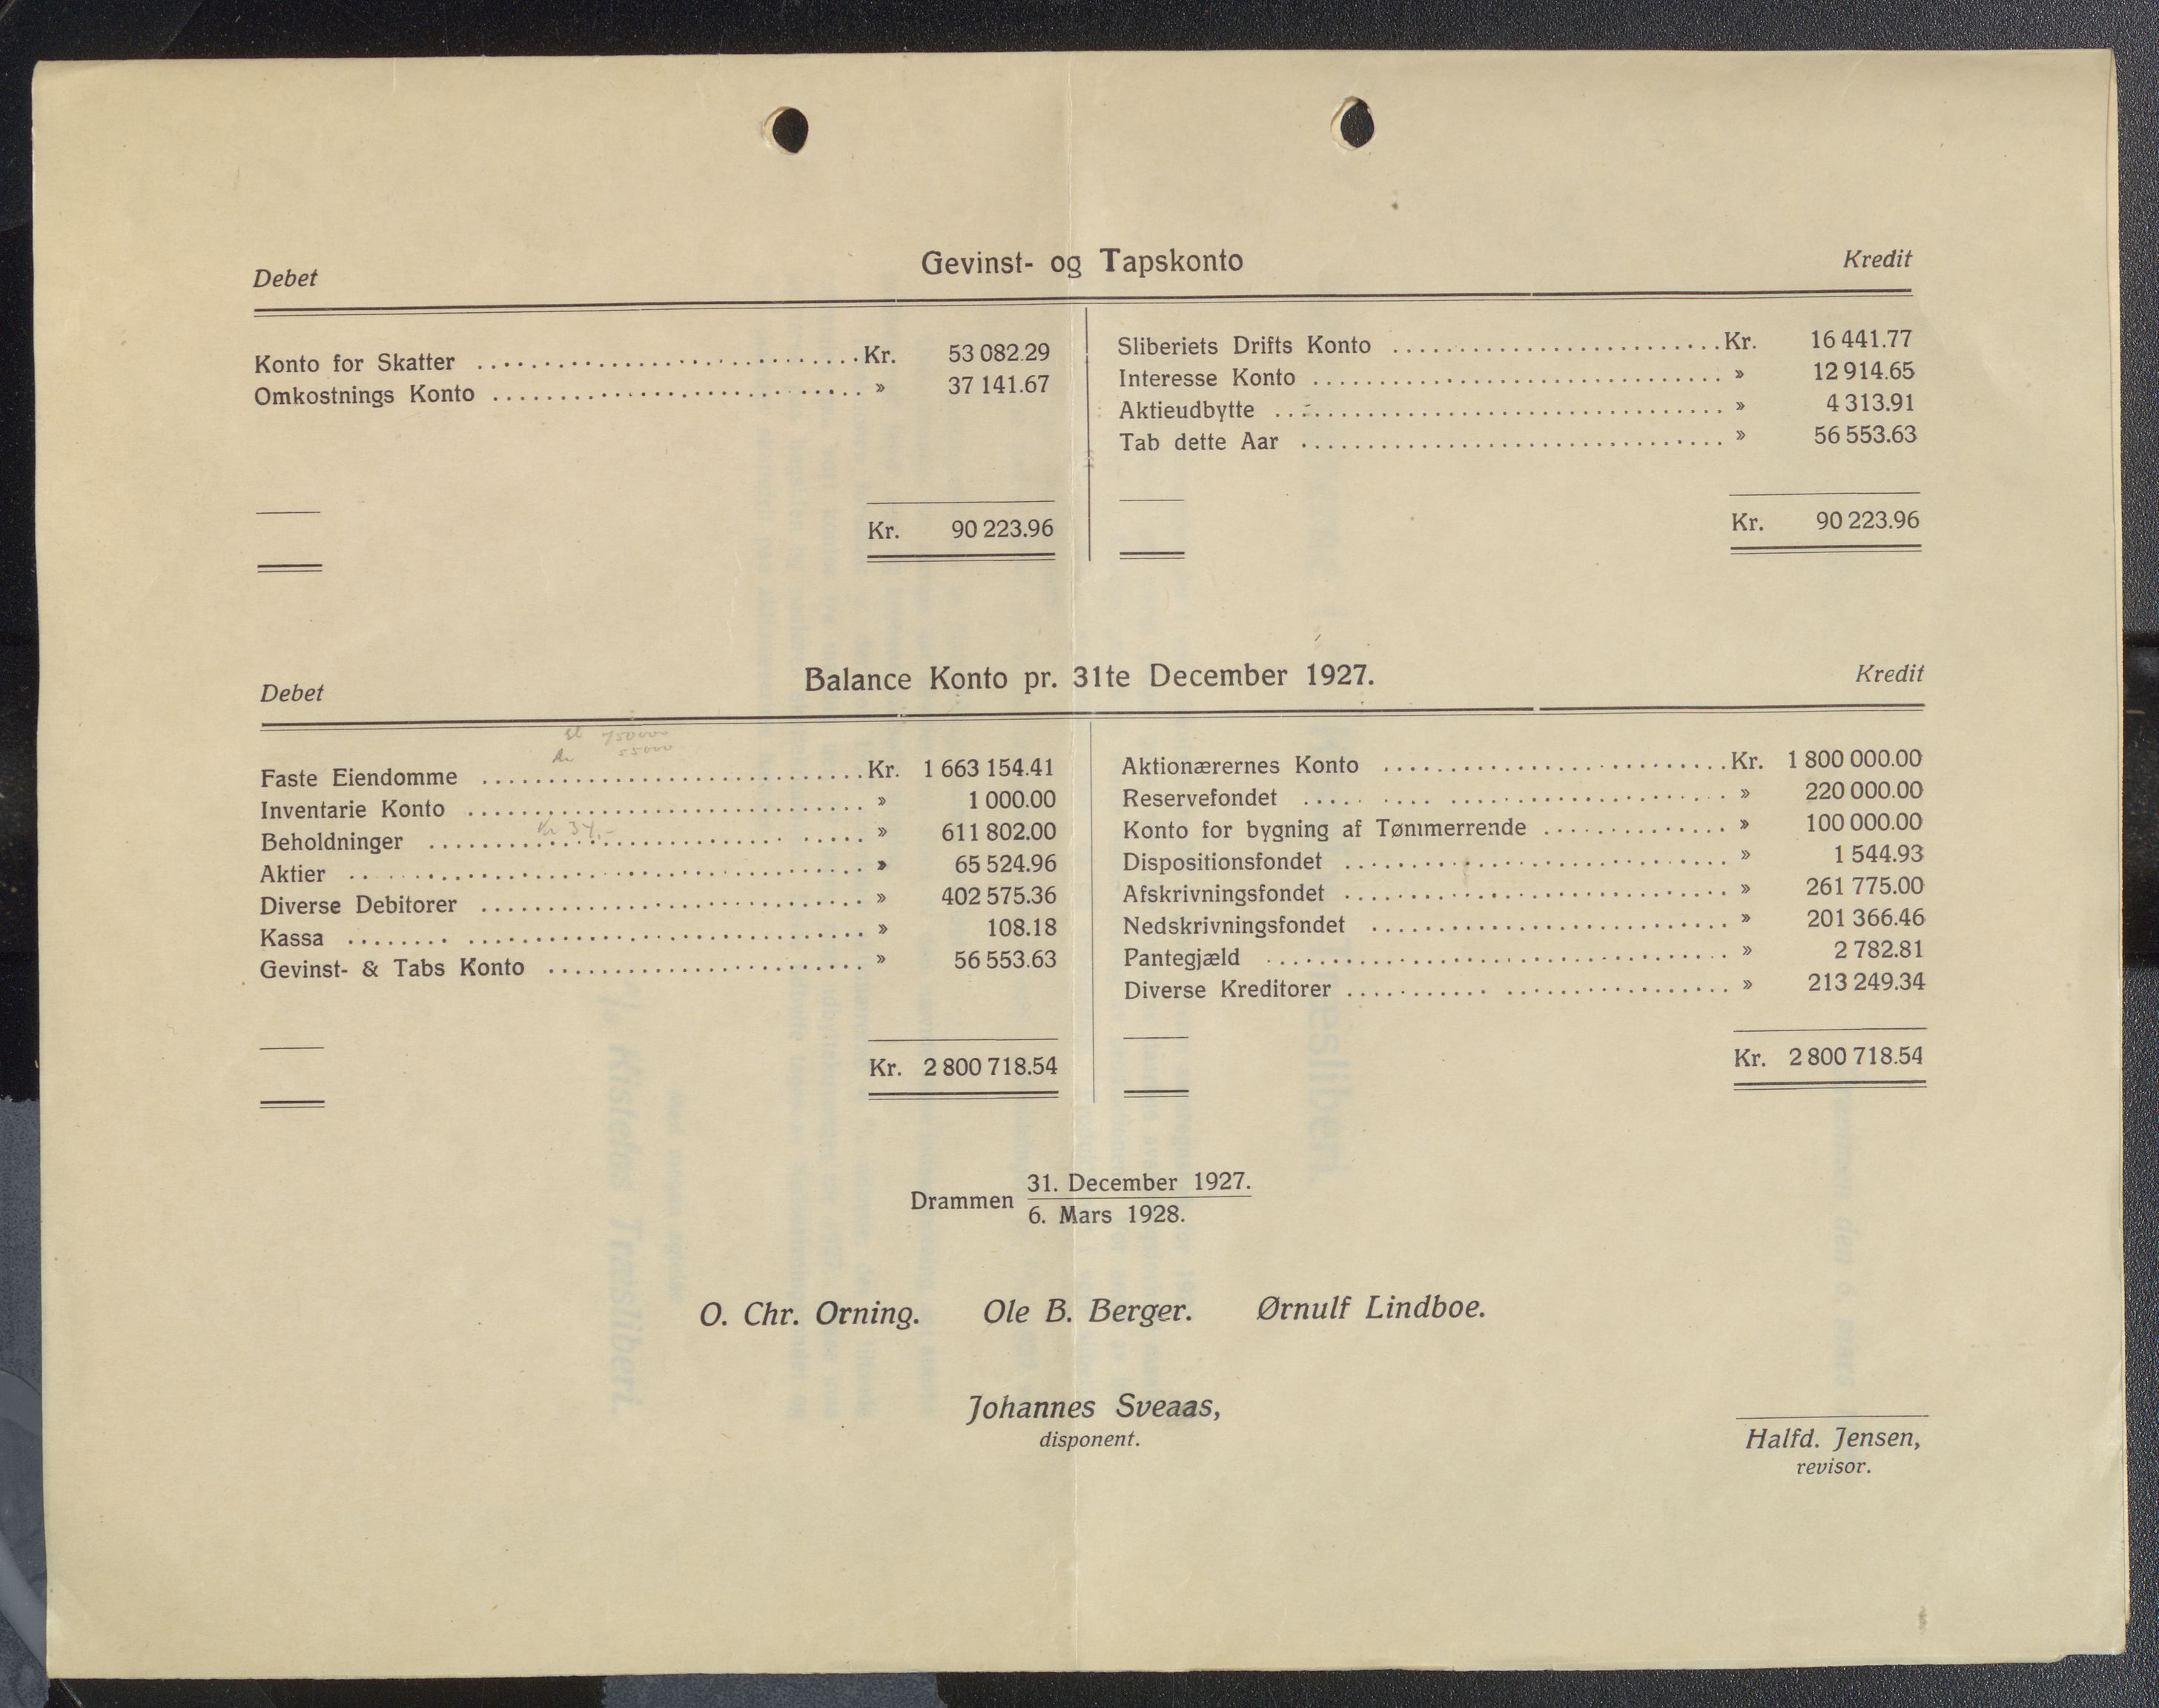 Debet Gevinst- og Tapskonto Kredit
Konto for Skatter Kr. 53 082.29
Omkostnings Konto » 37 141.67
Kr. 90 223.96
Sliberiets Drifts Konto Kr. 16 441.77
Interesse Konto » 12 914.65
Aktieudbytte » 4 313.91
Tab dette Aar » 56 553.63
Kr. 90 223.96
Debet Balance Konto pr. 31te December 1927. Kredit
Faste Eiendomme Kr. 1 663 154.41
Inventarie Konto » 1 000.00
Beholdninger » 611 802.00
Aktier » 65 524.96
Diverse Debitorer » 402 575.36
Kassa » 108.18
Gevinst- & Tabs Konto » 56 553.63
Kr. 2 800 718.54
Aktionærernes Konto Kr. 1 800 000.00
Reservefondet » 220 000.00
Konto for bygning af Tømmerrende » 100 000.00
Dispositionsfondet » 1 544.93
Afskrivningsfondet » 261 775.00
Nedskrivningsfondet » 201 366.46
Pantegjæld » 2 782.81
Diverse Kreditorer » 213 249.34
Kr. 2 800 718.54
Drammen 31. December 1927.
6. Mars 1928.
O. Chr. Orning. Ole B. Berger. Ørnulf Lindboe.
Johannes Sveaas,
disponent.
Halfd. Jensen,
revisor.